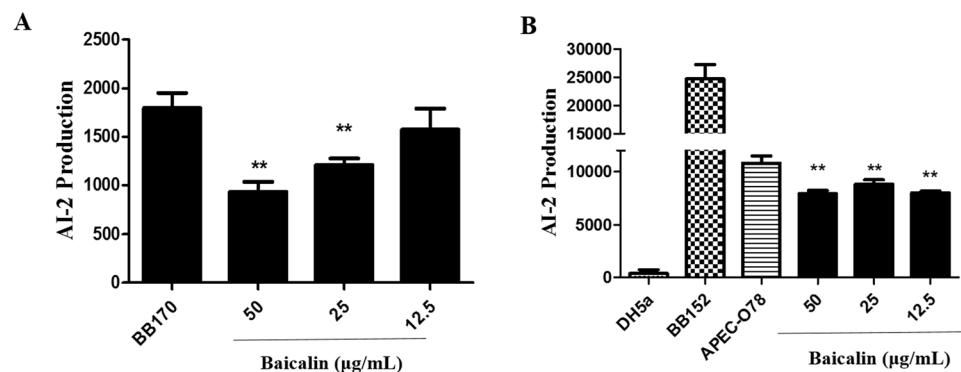 A
AI-2 Production
2500
2000
1500
1000
500
0
**
**
BB170
50
25
12.5
Baicalin (µg/mL)
B
AI-2 Production
30000
25000
20000
15000
10000
5000
0
**
**
**
DH5a
BB152
APEC-O78
50
25
12.5
Baicalin (µg/mL)